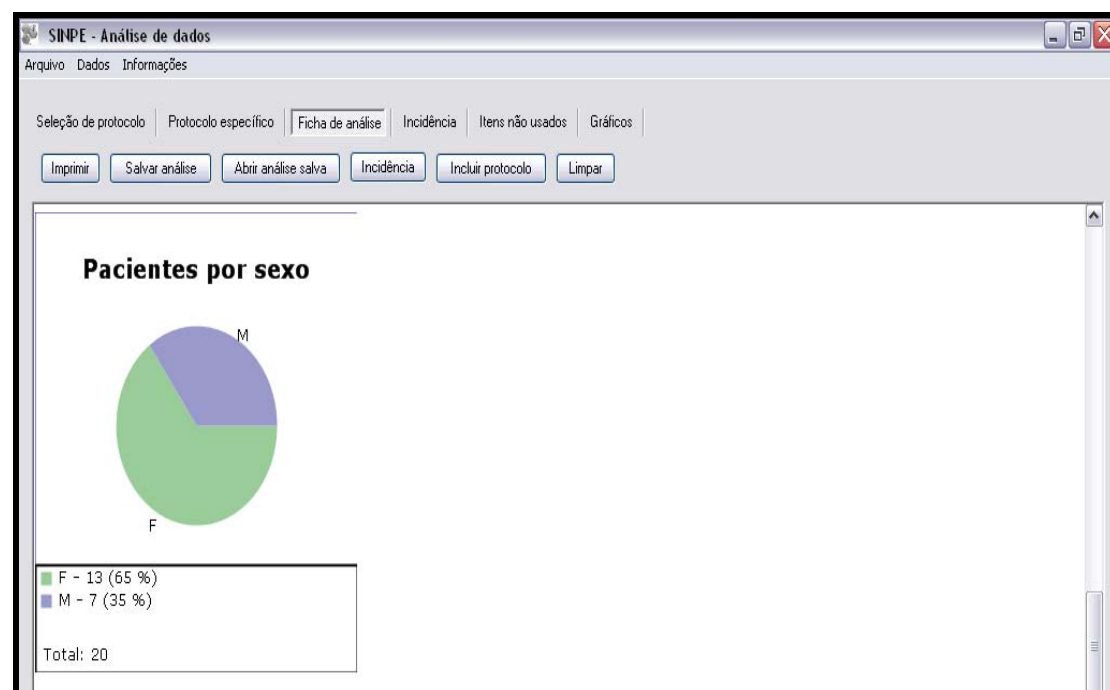 SINPE - Análise de dados
Arquivo Dados Informações
Seleção de protocolo Protocolo específico Ficha de análise Incidência Itens não usados Gráficos
Imprimir Salvar análise Abrir análise salva Incidência Incluir protocolo Limpar
Pacientes por sexo
M
F
F - 13 (65 %)
M - 7 (35 %)
Total: 20